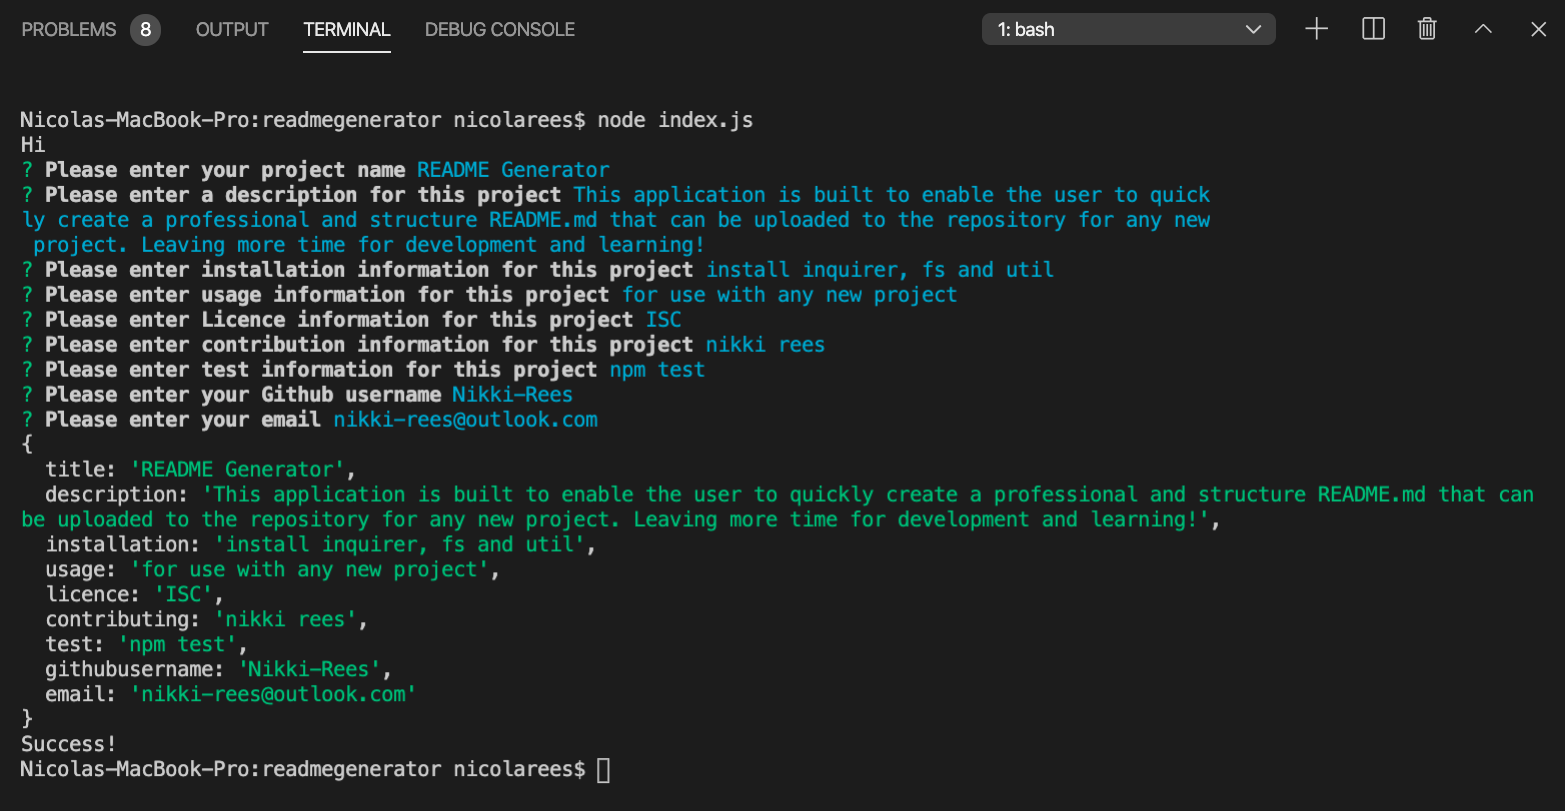 PROBLEMS 8 OUTPUT TERMINAL DEBUG CONSOLE 1: bash
Nicolas-MacBook-Pro:readmegenerator nicolarees$ node index.js
Hi
? Please enter your project name README Generator
? Please enter a description for this project This application is built to enable the user to quick
ly create a professional and structure README.md that can be uploaded to the repository for any new
 project. Leaving more time for development and learning!
? Please enter installation information for this project install inquirer, fs and util
? Please enter usage information for this project for use with any new project
? Please enter Licence information for this project ISC
? Please enter contribution information for this project nikki rees
? Please enter test information for this project npm test
? Please enter your Github username Nikki-Rees
? Please enter your email nikki-rees@outlook.com
{
  title: 'README Generator',
  description: 'This application is built to enable the user to quickly create a professional and structure README.md that can
be uploaded to the repository for any new project. Leaving more time for development and learning!',
  installation: 'install inquirer, fs and util',
  usage: 'for use with any new project',
  licence: 'ISC',
  contributing: 'nikki rees',
  test: 'npm test',
  githubusername: 'Nikki-Rees',
  email: 'nikki-rees@outlook.com'
}
Success!
Nicolas-MacBook-Pro:readmegenerator nicolarees$